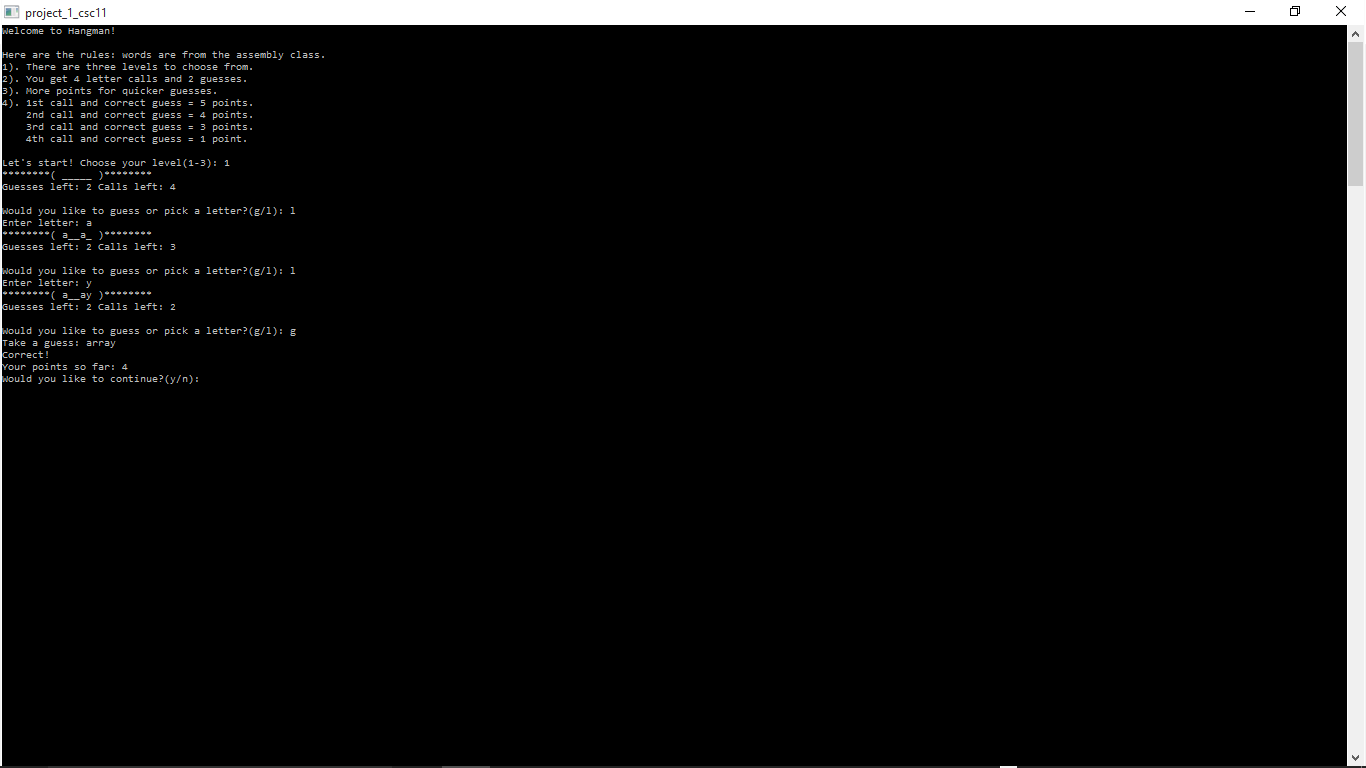 project_1_csc11
Welcome to Hangman!
Here are the rules: words are from the assembly class.
1). There are three levels to choose from.
2). You get 4 letter calls and 2 guesses.
3). More points for quicker guesses.
4). 1st call and correct guess = 5 points.
2nd call and correct guess = 4 points.
3rd call and correct guess = 3 points.
4th call and correct guess = 1 point.
Let's start! Choose your level(1-3): 1
********( _____ )********
Guesses left: 2 Calls left: 4
Would you like to guess or pick a letter?(g/l): l
Enter letter: a
********( a__a_ )********
Guesses left: 2 Calls left: 3
Would you like to guess or pick a letter?(g/l): l
Enter letter: y
********( a__ay )********
Guesses left: 2 Calls left: 2
Would you like to guess or pick a letter?(g/l): g
Take a guess: array
Correct!
Your points so far: 4
Would you like to continue?(y/n):